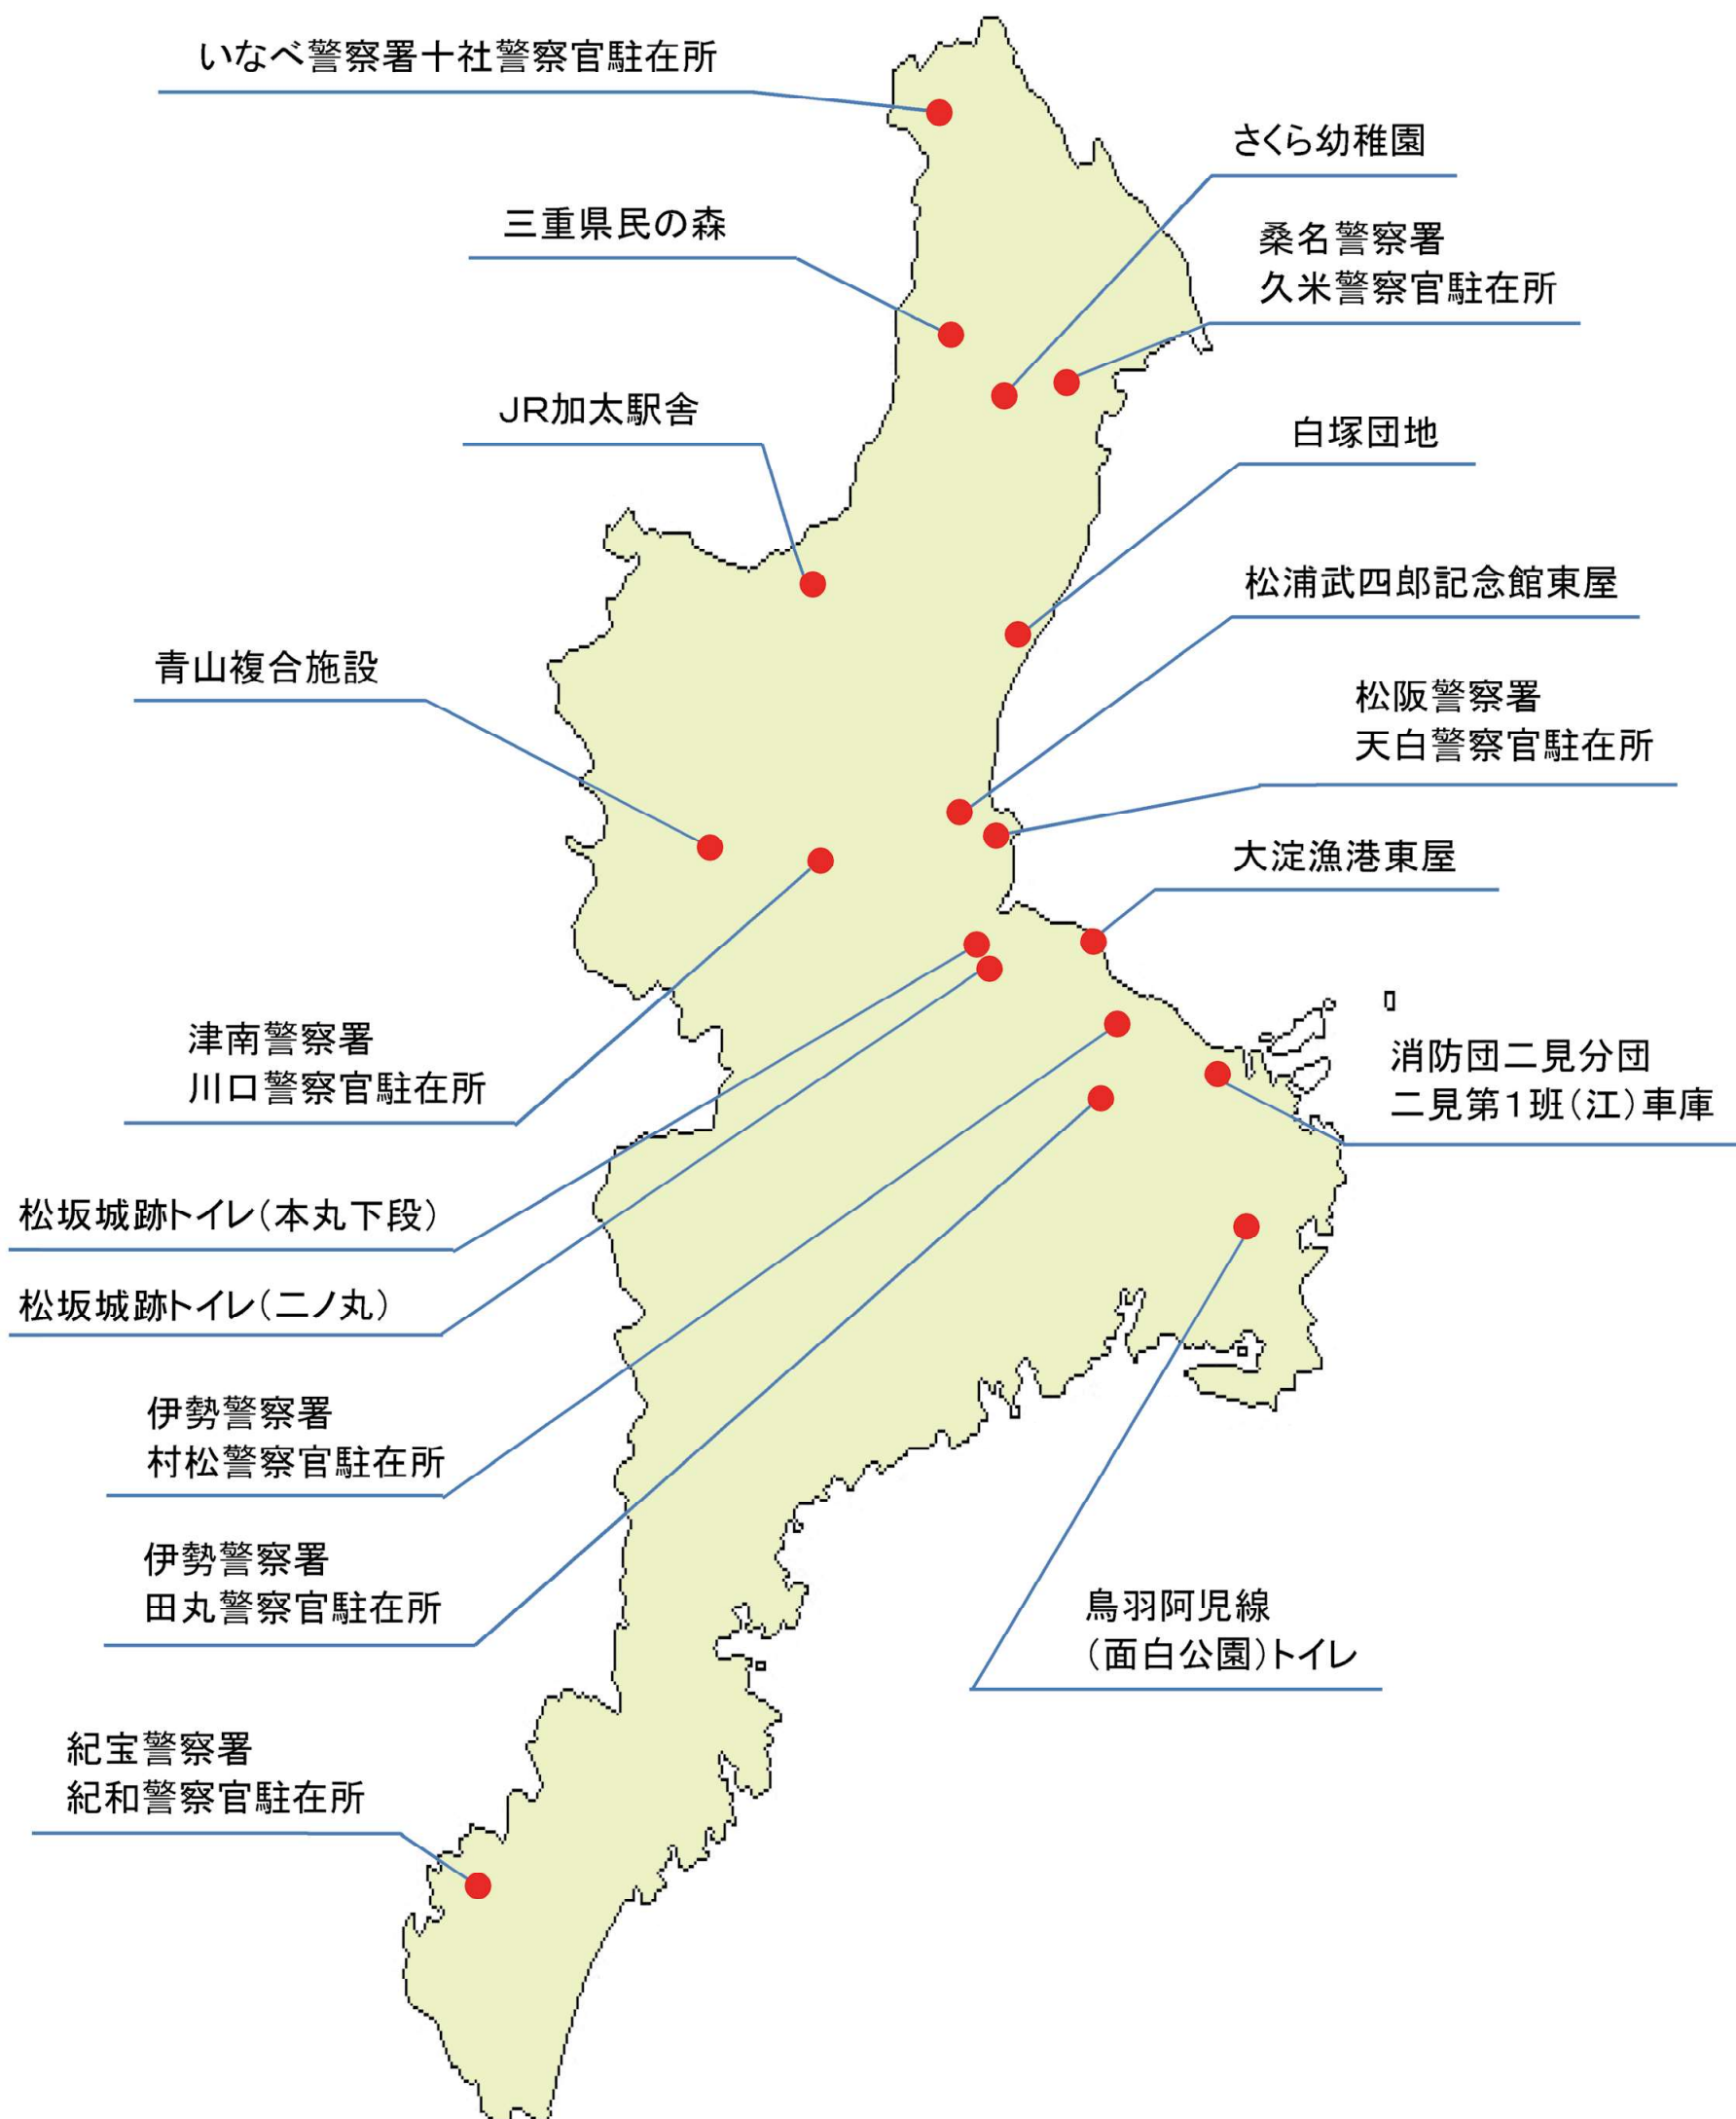 いなべ警察署十社警察官駐在所
さくら幼稚園
三重県民の森
桑名警察署
久米警察官駐在所
JR加太駅舎
白塚団地
松浦武四郎記念館東屋
青山複合施設
松阪警察署
天白警察官駐在所
大淀漁港東屋
津南警察署
川口警察官駐在所
消防団二見分団
二見第1班(江)車庫
松坂城跡トイレ(本丸下段)
松坂城跡トイレ(二ノ丸)
伊勢警察署
村松警察官駐在所
伊勢警察署
田丸警察官駐在所
鳥羽阿児線
(面白公園)トイレ
紀宝警察署
紀和警察官駐在所